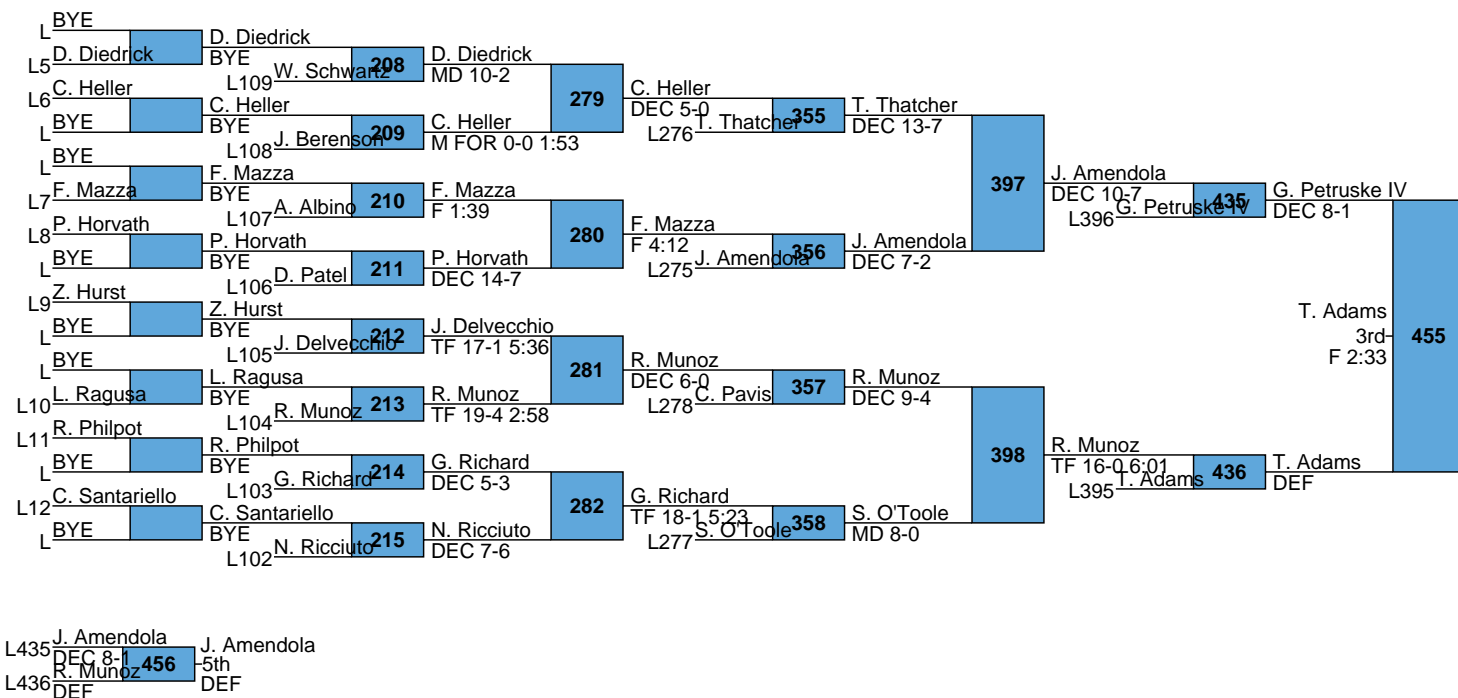 BYE
L
D. Diedrick
L5
D. Diedrick
BYE
C. Heller
L6
BYE
L
C. Heller
BYE
BYE
L
F. Mazza
L7
F. Mazza
BYE
P. Horvath
L8
BYE
L
P. Horvath
BYE
Z. Hurst
L9
BYE
L
Z. Hurst
BYE
BYE
L
L. Ragusa
L10
L. Ragusa
BYE
R. Philpot
L11
BYE
L
R. Philpot
BYE
C. Santariello
L12
BYE
L
C. Santariello
BYE
W. Schwartz
L109
208
D. Diedrick
MD 10-2
J. Berenson
L108
209
C. Heller
M FOR 0-0 1:53
A. Albino
L107
210
F. Mazza
F 1:39
D. Patel
L106
211
P. Horvath
DEC 14-7
J. Delvecchio
L105
212
J. Delvecchio
TF 17-1 5:36
R. Munoz
L104
213
R. Munoz
TF 19-4 2:58
G. Richard
L103
214
G. Richard
DEC 5-3
N. Ricciuto
L102
215
N. Ricciuto
DEC 7-6
279
C. Heller
DEC 5-0
280
F. Mazza
F 4:12
281
R. Munoz
DEC 6-0
282
G. Richard
TF 18-1 5:23
T. Thatcher
L276
355
T. Thatcher
DEC 13-7
J. Amendola
L275
356
J. Amendola
DEC 7-2
C. Pavis
L278
357
R. Munoz
DEC 9-4
S. O'Toole
L277
358
S. O'Toole
MD 8-0
397
J. Amendola
DEC 10-7
398
R. Munoz
TF 16-0 6:01
G. Petruske IV
L396
435
G. Petruske IV
DEC 8-1
T. Adams
L395
436
T. Adams
DEF
455
T. Adams
3rd
F 2:33
J. Amendola
L435
DEC 8-1
R. Munoz
L436
DEF
456
J. Amendola
5th
DEF